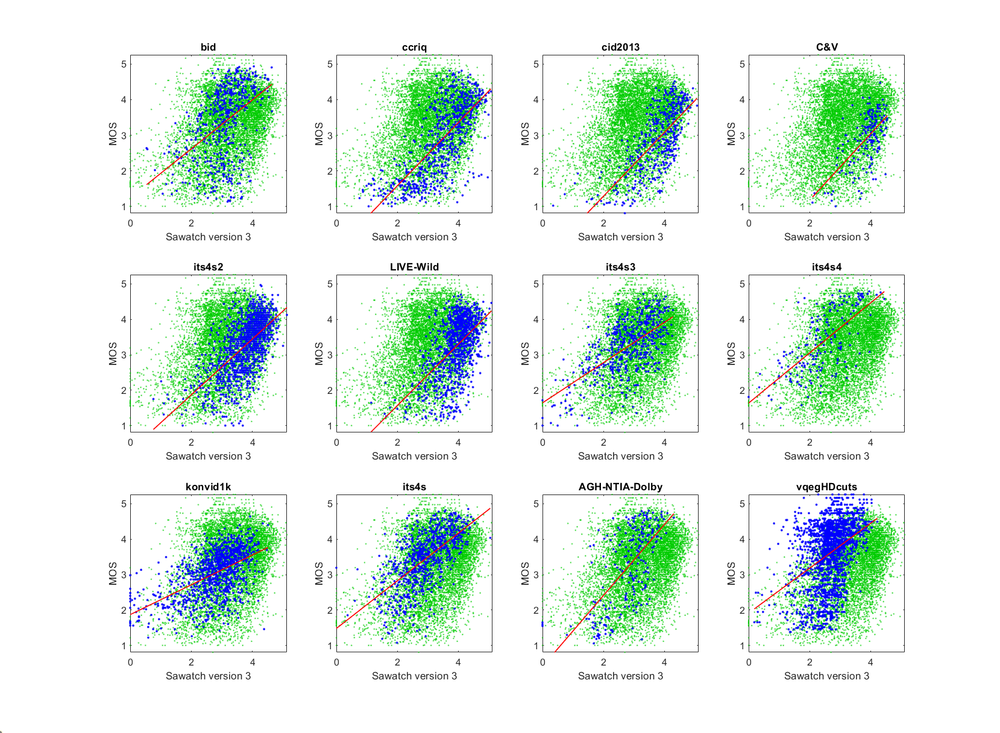 bid ccriq cid2013 C&V
5 5 5 5
4 4 4 4
3 3 3 3
2 2 2 2
1 1 1 1
MOS MOS MOS MOS
0 2 4 0 2 4 0 2 4 0 2 4
Sawatch version 3 Sawatch version 3 Sawatch version 3 Sawatch version 3
its4s2 LIVE-Wild its4s3 its4s4
5 5 5 5
4 4 4 4
3 3 3 3
2 2 2 2
1 1 1 1
MOS MOS MOS MOS
0 2 4 0 2 4 0 2 4 0 2 4
Sawatch version 3 Sawatch version 3 Sawatch version 3 Sawatch version 3
konvid1k its4s AGH-NTIA-Dolby vqegHDcuts
5 5 5 5
4 4 4 4
3 3 3 3
2 2 2 2
1 1 1 1
MOS MOS MOS MOS
0 2 4 0 2 4 0 2 4 0 2 4
Sawatch version 3 Sawatch version 3 Sawatch version 3 Sawatch version 3